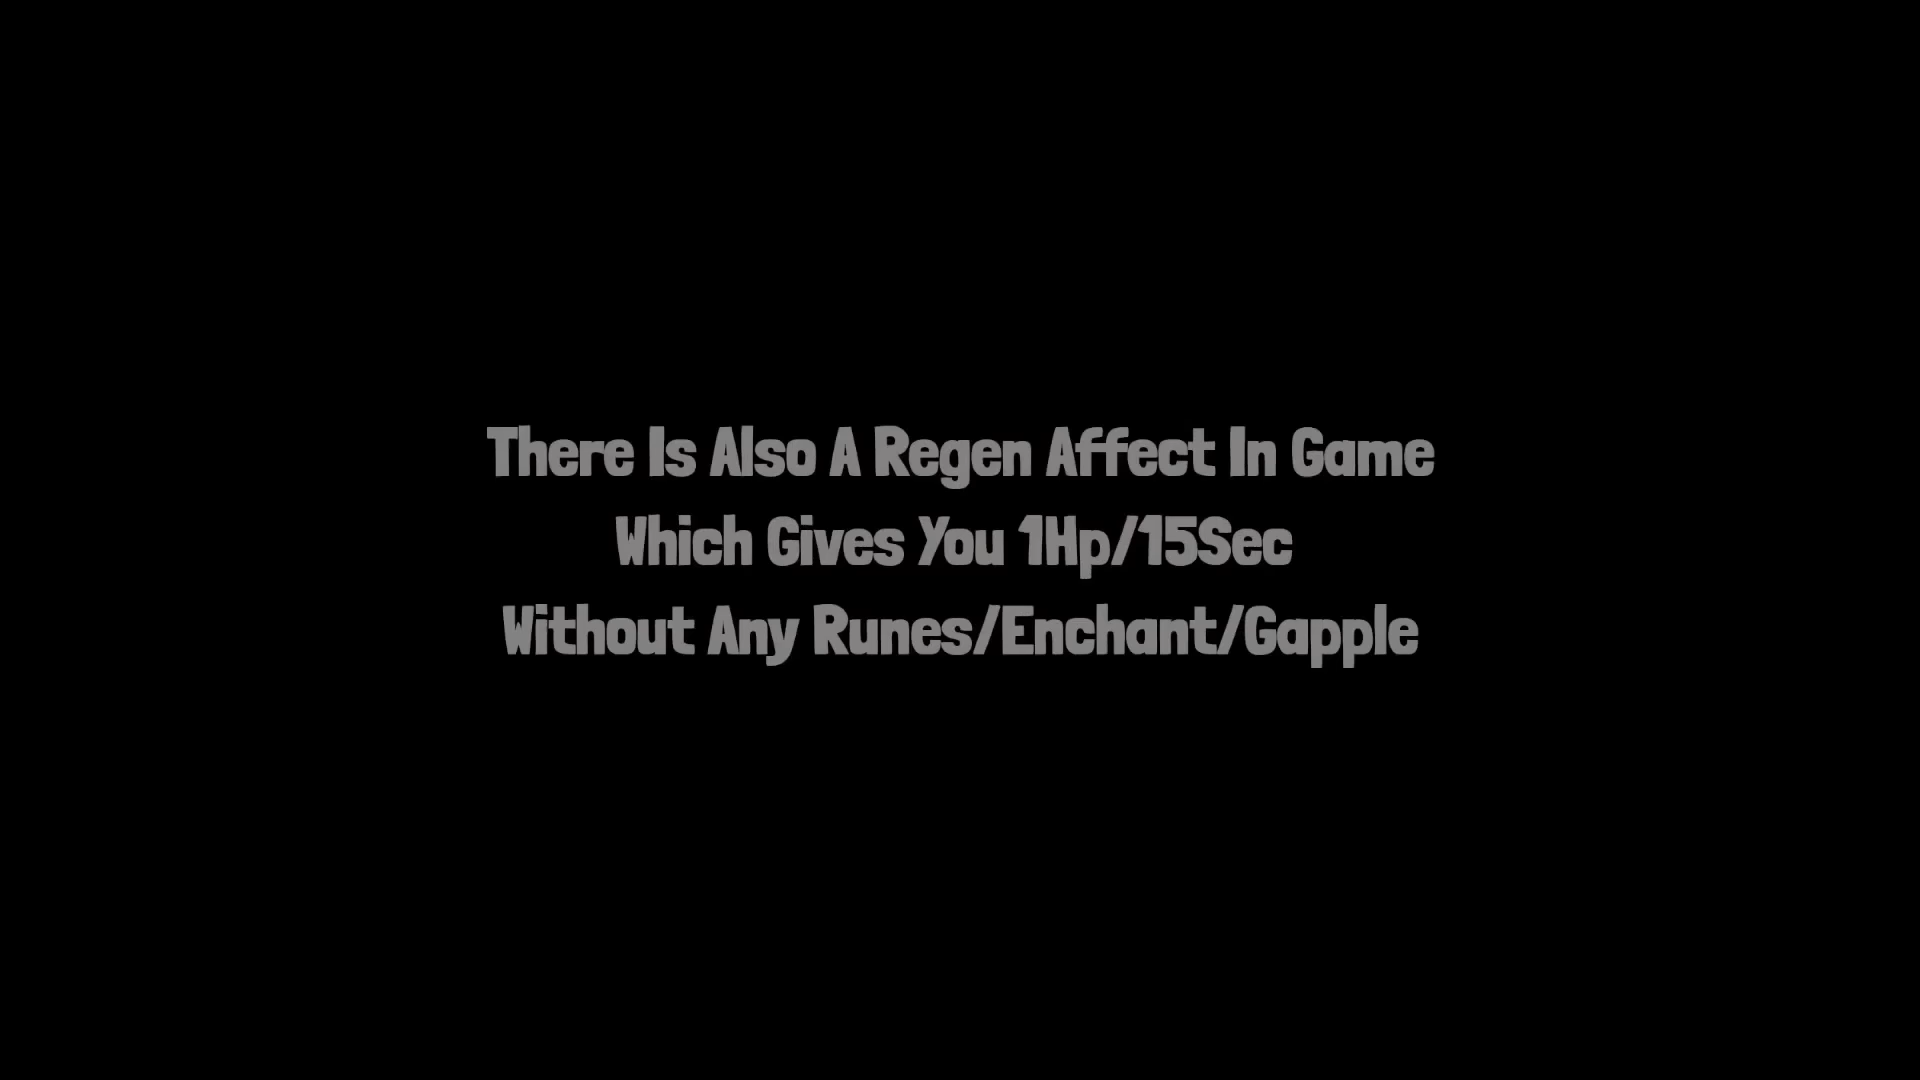 There Is Also A Regen Affect In Game
Which Gives You 1Hp/15Sec
Without Any Runes/Enchant/Gapple